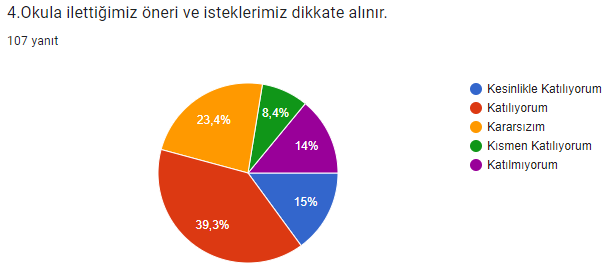 4.Okula ilettiğimiz öneri ve isteklerimiz dikkate alınır.
107 yanıt
Kesinlikle Katılıyorum
Katılıyorum
Kararsızım
Kısmen Katılıyorum
Katılmıyorum
23,4%
8,4%
14%
15%
39,3%